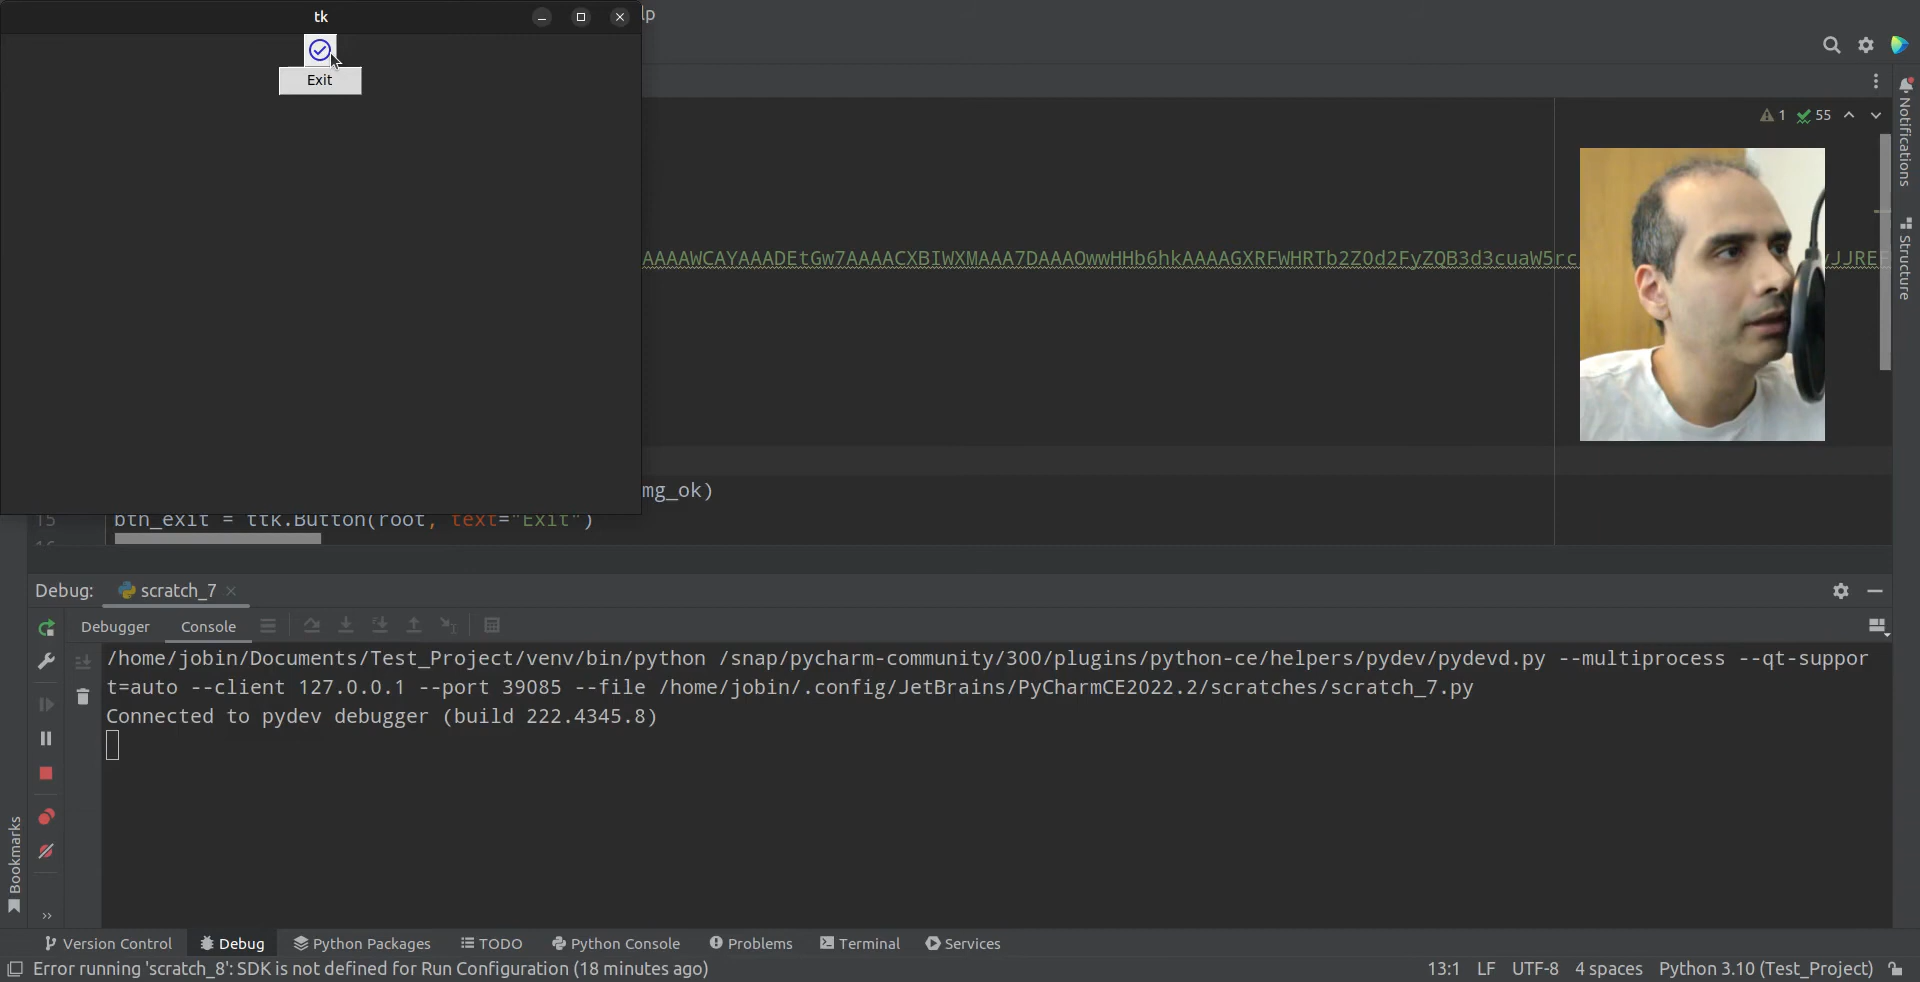 tk
lp
Exit
1 55
AAAAWCAYAAADEtGw7AAAACXBIWXMAAA7DAAAOwwHHb6hkAAAAGXRFWHRTb2Z0d2FyZQB3d3cuaW5rc
yJJREF
mg_ok)
15 btn_exit = ttk.Button(root, text="Exit")
16
Notifications
Structure
Debug: scratch_7
Debugger Console
/home/jobin/Documents/Test_Project/venv/bin/python /snap/pycharm-community/300/plugins/python-ce/helpers/pydev/pydevd.py --multiprocess --qt-suppor
t=auto --client 127.0.0.1 --port 39085 --file /home/jobin/.config/JetBrains/PyCharmCE2022.2/scratches/scratch_7.py
Connected to pydev debugger (build 222.4345.8)
Bookmarks
Version Control Debug Python Packages TODO Python Console Problems Terminal Services
Error running 'scratch_8': SDK is not defined for Run Configuration (18 minutes ago) 13:1 LF UTF-8 4 spaces Python 3.10 (Test_Project)